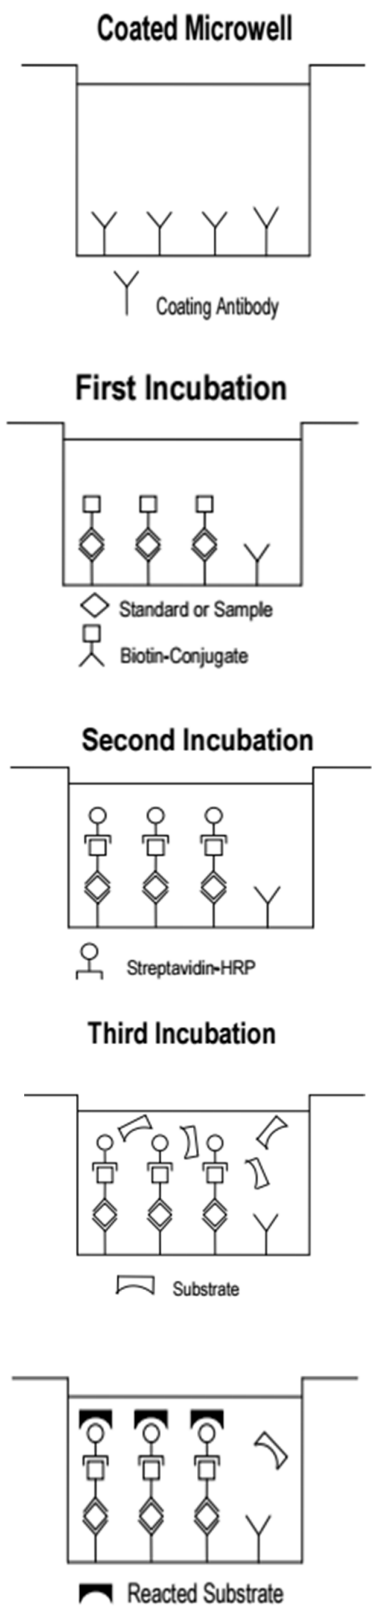 Coated Microwell
Coating Antibody
First Incubation
Standard or Sample
Biotin-Conjugate
Second Incubation
Streptavidin-HRP
Third Incubation
Substrate
Reacted Substrate